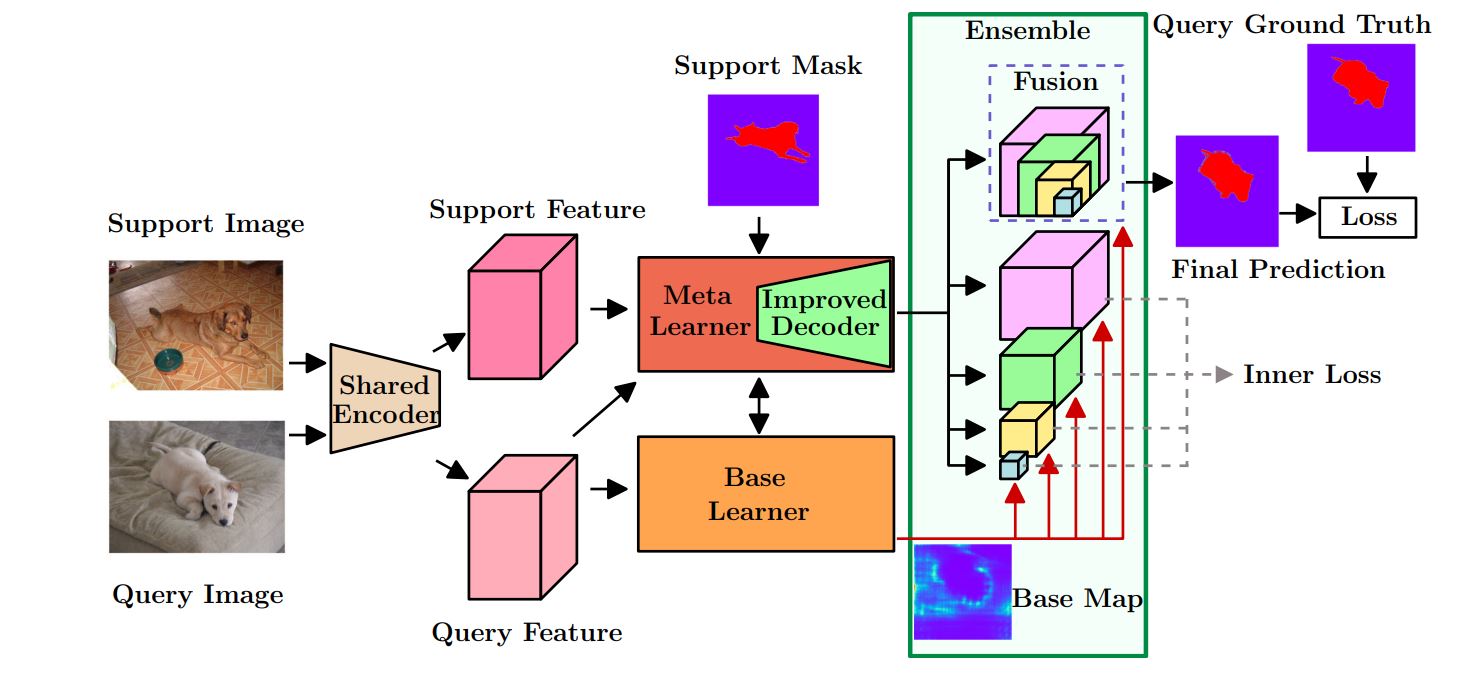 Ensemble
Query Ground Truth
Support Mask
Fusion
Support Feature
Support Image
Loss
Final Prediction
Meta
Learner
Improved
Decoder
Shared
Encoder
Inner Loss
Base
Learner
Query Image
Base Map
Query Feature